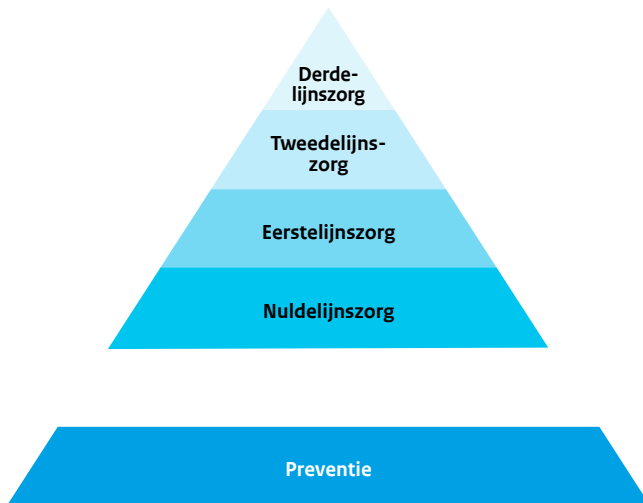 Derde-
lijnszorg
Tweedelijns-
zorg
Eerstelijnszorg
Nuldelijnszorg
Preventie